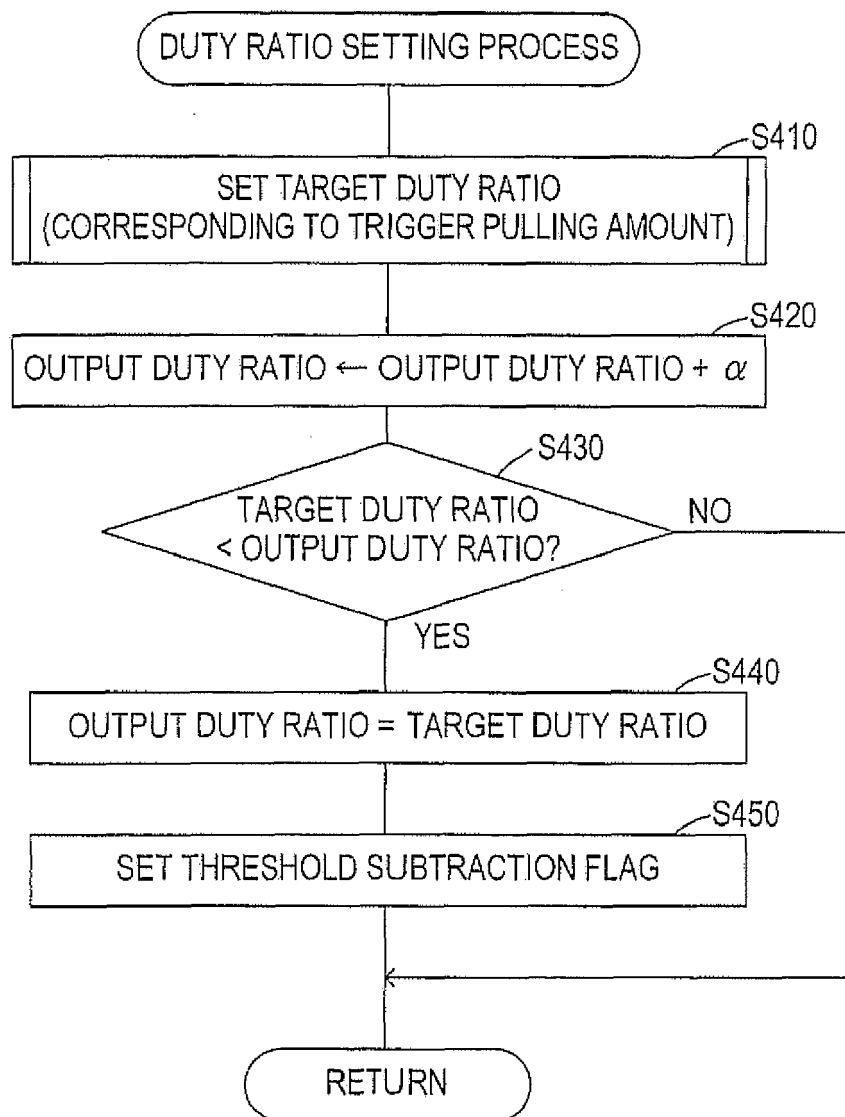 DUTY RATIO SETTING PROCESS
S410
SET TARGET DUTY RATIO
(CORRESPONDING TO TRIGGER PULLING AMOUNT)
S420
OUTPUT DUTY RATIO ← OUTPUT DUTY RATIO + α
S430
TARGET DUTY RATIO
< OUTPUT DUTY RATIO?
NO
YES
S440
OUTPUT DUTY RATIO = TARGET DUTY RATIO
S450
SET THRESHOLD SUBTRACTION FLAG
RETURN